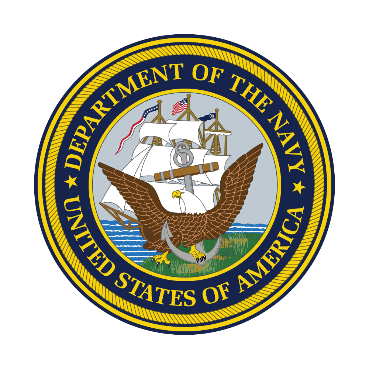 DEPARTMENT OF THE NAVY
UNITED STATES OF AMERICA